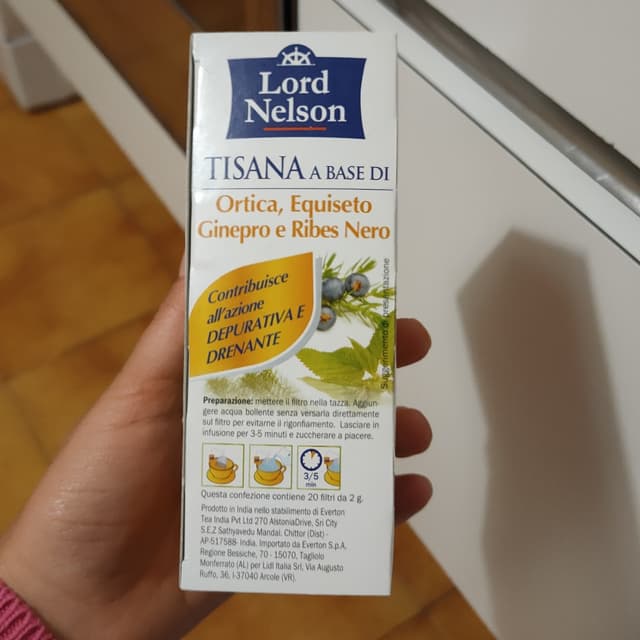 Lord
Nelson
TISANA A BASE DI
Ortica, Equiseto
Ginepro e Ribes Nero
Contribuisce
all'azione
DEPURATIVA E
DRENANTE
Suggerimento di presentazione
Preparazione: mettere il filtro nella tazza. Aggiun-
gere acqua bollente senza versarla direttamente
sul filtro per evitarne il rigonfiamento. Lasciare in
infusione per 3-5 minuti e zuccherare a piacere.
3/5
min
Questa confezione contiene 20 filtri da 2 g.
Prodotto in India nello stabilimento di Everton
Tea India Pvt Ltd 270 AlstoniaDrive, Sri City
S.E.Z Sathyavedu Mandal, Chittor (Dist) -
AP-517588- India. Importato da Everton S.p.A.
Regione Bessiche, 70 - 15070, Tagliolo
Monferrato (AL) per Lidl Italia Srl, Via Augusto
Ruffo, 36, I-37040 Arcole (VR).